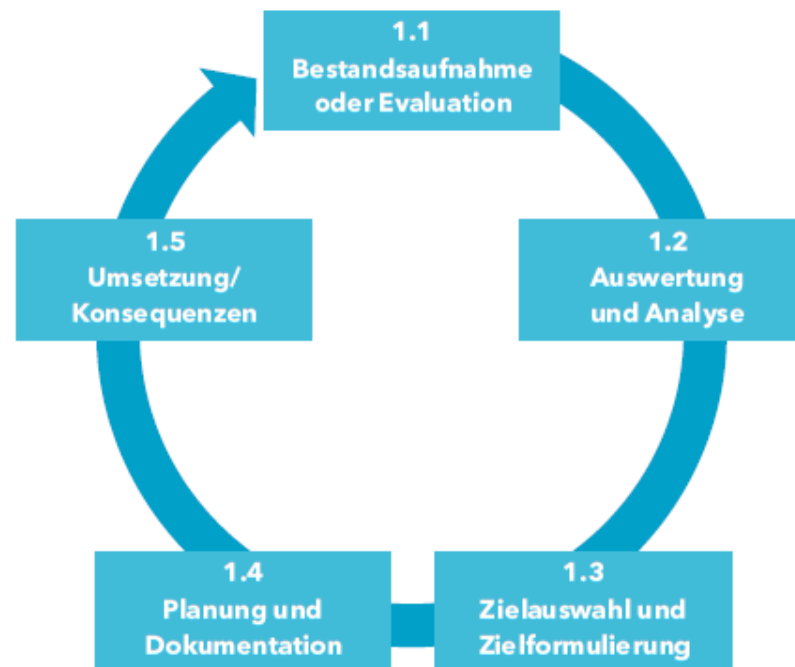 1.1
Bestandsaufnahme
oder Evaluation
1.2
Auswertung
und Analyse
1.3
Zielauswahl und
Zielformulierung
1.4
Planung und
Dokumentation
1.5
Umsetzung/
Konsequenzen